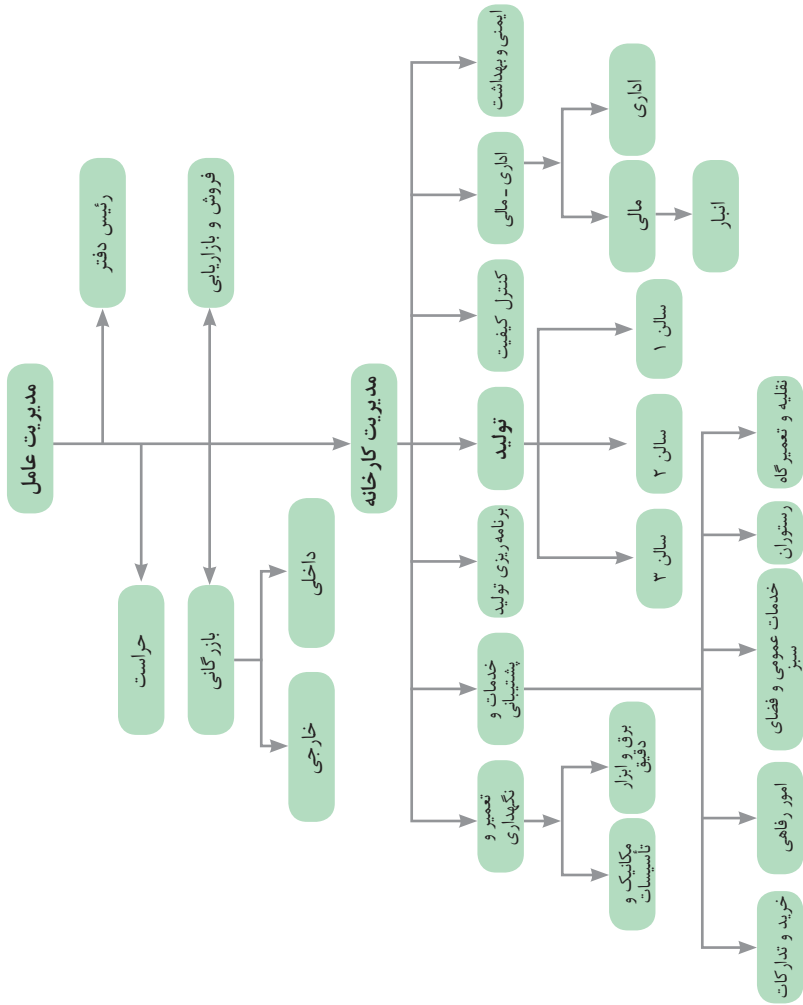 مدیریت عامل
رئیس دفتر
حراست
فروش و بازاریابی
بازرگانی
داخلی
خارجی
مدیریت کارخانه
ایمنی و بهداشت
اداری - مالی
کنترل کیفیت
تولید
برنامه ریزی تولید
خدمات و
پشتیبانی
تعمیر و
نگهداری
اداری
مالی
انبار
سالن ۱
سالن ۲
سالن ۳
برق و ابزار
دقیق
مکانیک و
تأسیسات
نقلیه و تعمیرگاه
رستوران
خدمات عمومی و فضای
سبز
امور رفاهی
خرید و تدارکات